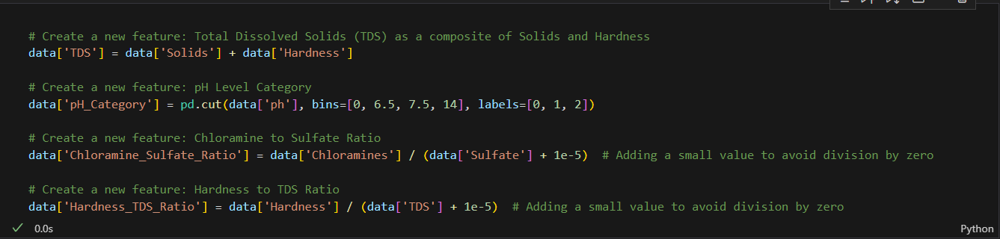 # Create a new feature: Total Dissolved Solids (TDS) as a composite of Solids and Hardness
data['TDS'] = data['Solids'] + data['Hardness']
# Create a new feature: pH Level Category
data['pH_Category'] = pd.cut(data['ph'], bins=[0, 6.5, 7.5, 14], labels=[0, 1, 2])
# Create a new feature: Chloramine to Sulfate Ratio
data['Chloramine_Sulfate_Ratio'] = data['Chloramines'] / (data['Sulfate'] + 1e-5)  # Adding a small value to avoid division by zero
# Create a new feature: Hardness to TDS Ratio
data['Hardness_TDS_Ratio'] = data['Hardness'] / (data['TDS'] + 1e-5)  # Adding a small value to avoid division by zero
0.0s
Python